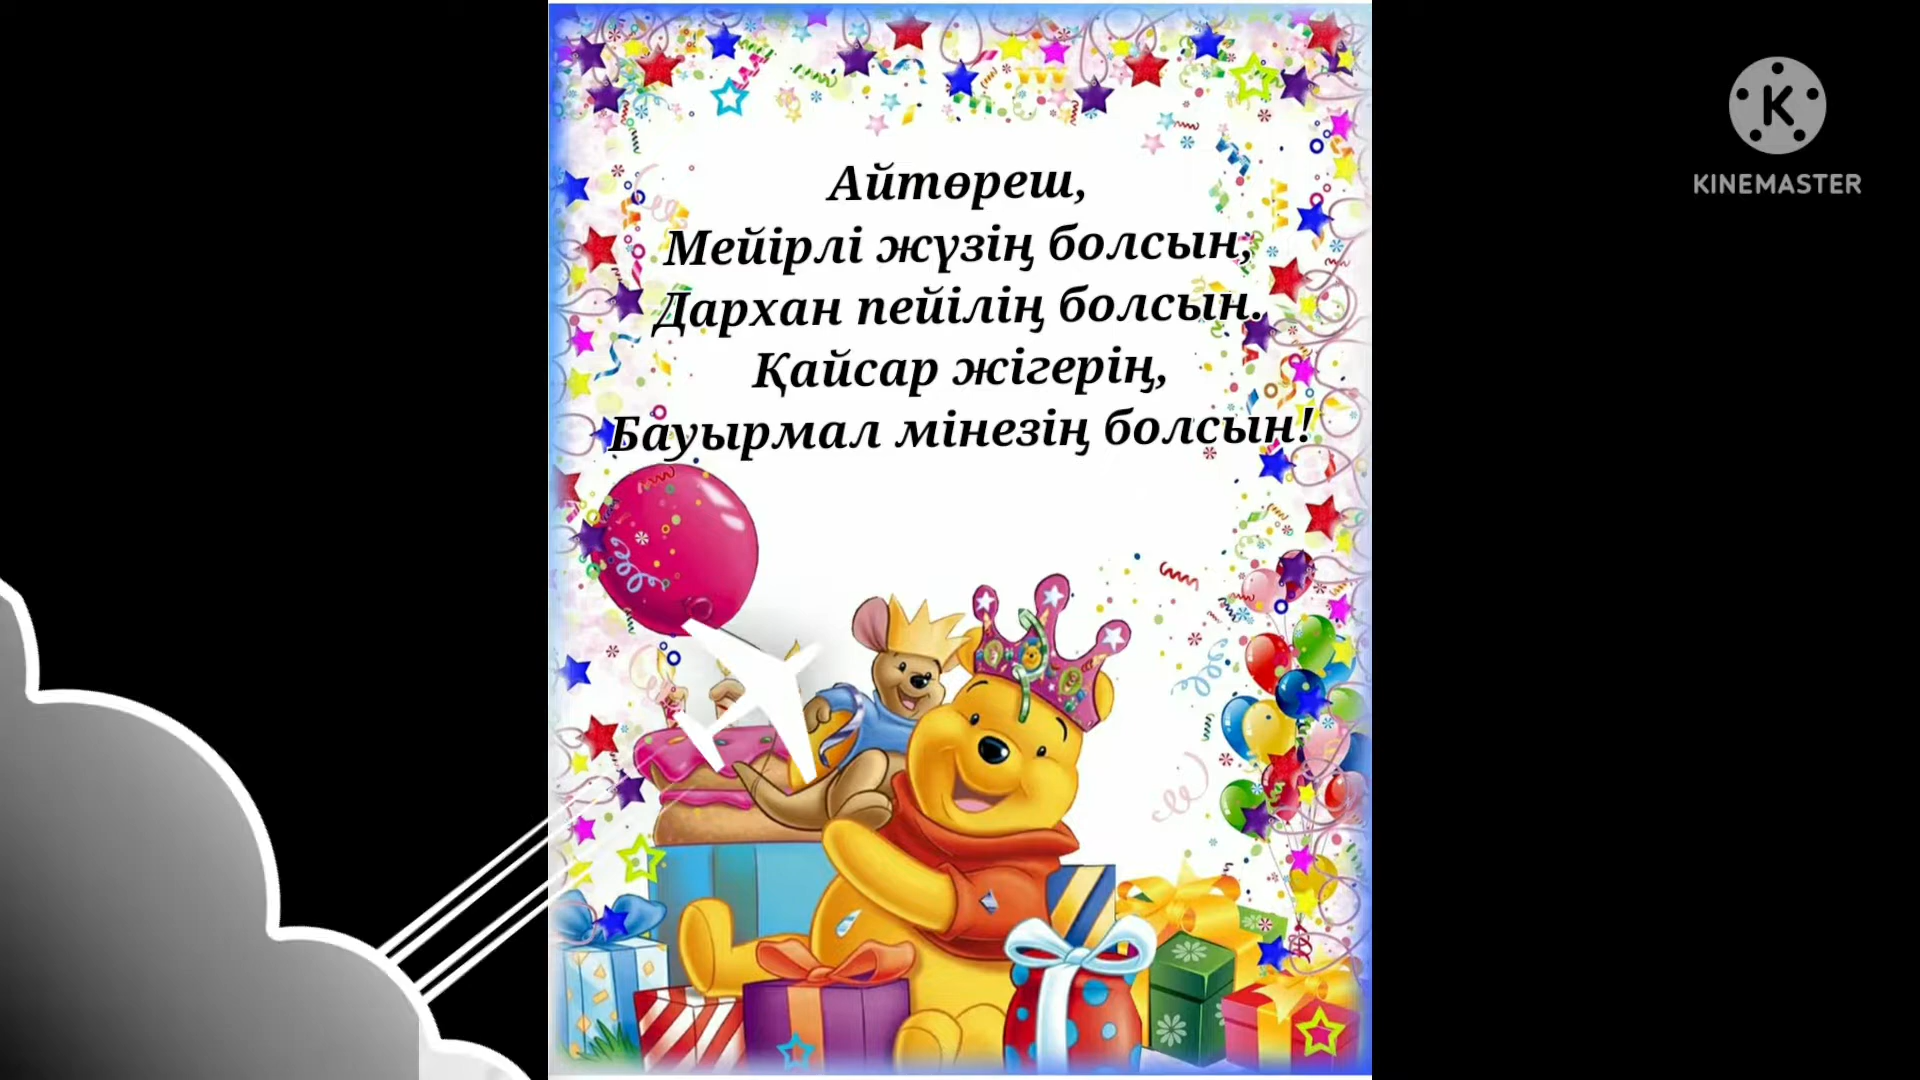 Айтөреш,
Мейірлі жүзің болсын,
Дархан пейілің болсын.
Қайсар жігерің,
Бауырмал мінезің болсын!
K
KINEMASTER